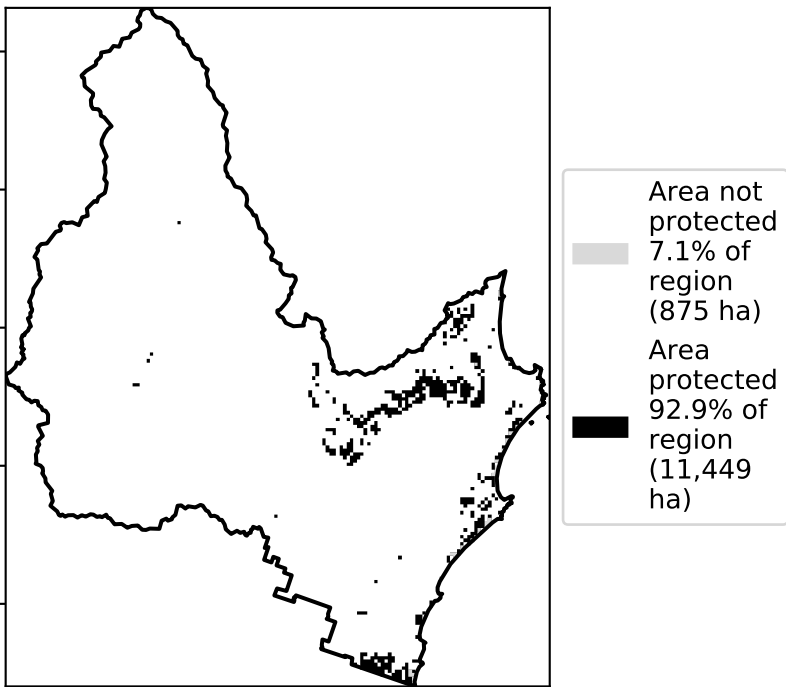 Area not
protected
7.1% of
region
(875 ha)
Area
protected
92.9% of
region
(11,449
ha)